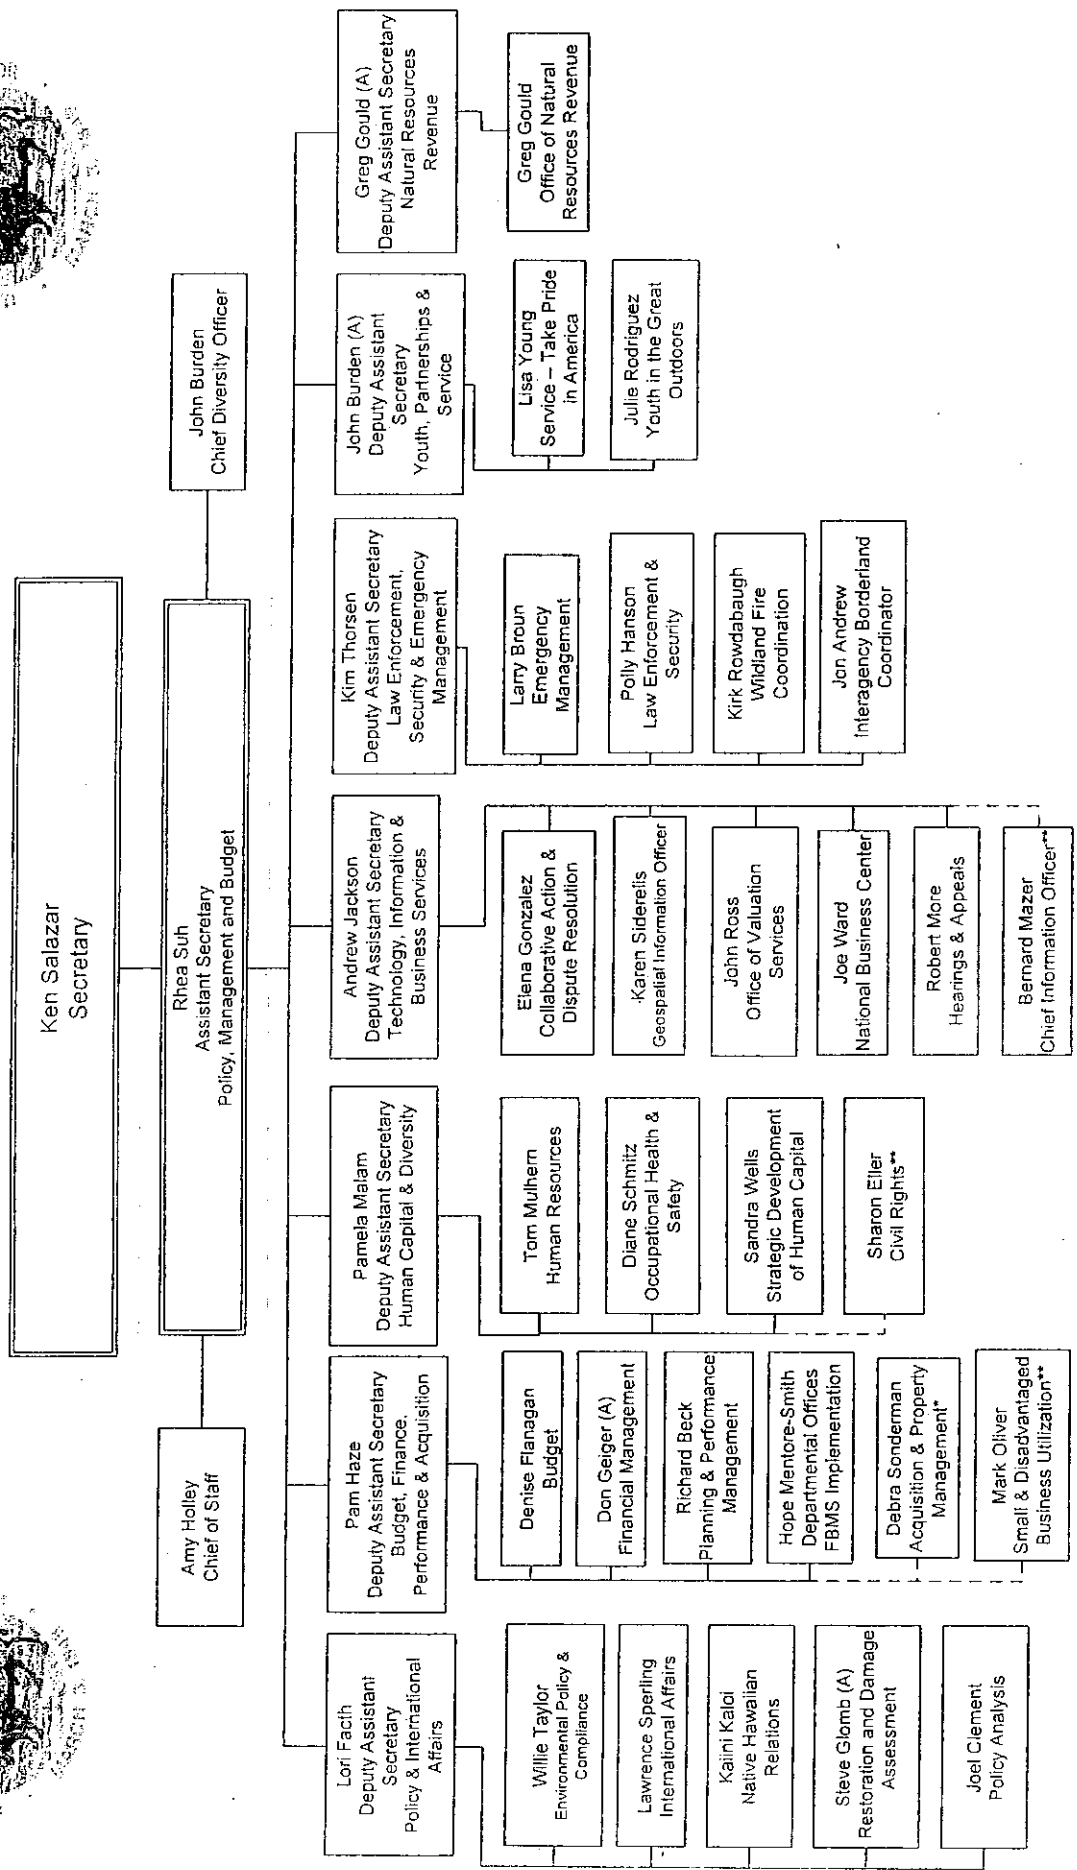 Ken Salazar
Secretary
Rhea Suh
Assistant Secretary
Policy, Management and Budget
Amy Holley
Chief of Staff
John Burden
Chief Diversity Officer
Lori Facth
Deputy Assistant
Secretary
Policy & International
Affairs
Willie Taylor
Environmental Policy &
Compliance
Lawrence Sperling
International Affairs
Kaiini Kaloi
Native Hawaiian
Relations
Steve Glomb (A)
Restoration and Damage
Assessment
Joel Clement
Policy Analysis
Pam Haze
Deputy Assistant Secretary
Budget, Finance,
Performance & Acquisition
Denise Flanagan
Budget
Don Geiger (A)
Financial Management
Richard Beck
Planning & Performance
Management
Hope Mentore-Smith
Departmental Offices
FBMS Implementation
Debra Sonderman
Acquisition & Property
Management*
Mark Oliver
Small & Disadvantaged
Business Utilization**
Pamela Malam
Deputy Assistant Secretary
Human Capital & Diversity
Tom Mulhern
Human Resources
Diane Schmitz
Occupational Health &
Safety
Sandra Wells
Strategic Development
of Human Capital
Sharon Eller
Civil Rights**
Andrew Jackson
Deputy Assistant Secretary
Technology, Information &
Business Services
Elena Gonzalez
Collaborative Action &
Dispute Resolution
Karen Siderelis
Geospatial Information Officer
John Ross
Office of Valuation
Services
Joe Ward
National Business Center
Robert More
Hearings & Appeals
Bernard Mazer
Chief Information Officer**
Kim Thorsen
Deputy Assistant Secretary
Law Enforcement,
Security & Emergency
Management
Larry Broun
Emergency
Management
Polly Hanson
Law Enforcement &
Security
Kirk Rowdabaugh
Wildland Fire
Coordination
Jon Andrew
Interagency Borderland
Coordinator
John Burden (A)
Deputy Assistant
Secretary
Youth, Partnerships &
Service
Lisa Young
Service – Take Pride
in America
Julie Rodriguez
Youth in the Great
Outdoors
Greg Gould (A)
Deputy Assistant Secretary
Natural Resources
Revenue
Greg Gould
Office of Natural
Resources Revenue